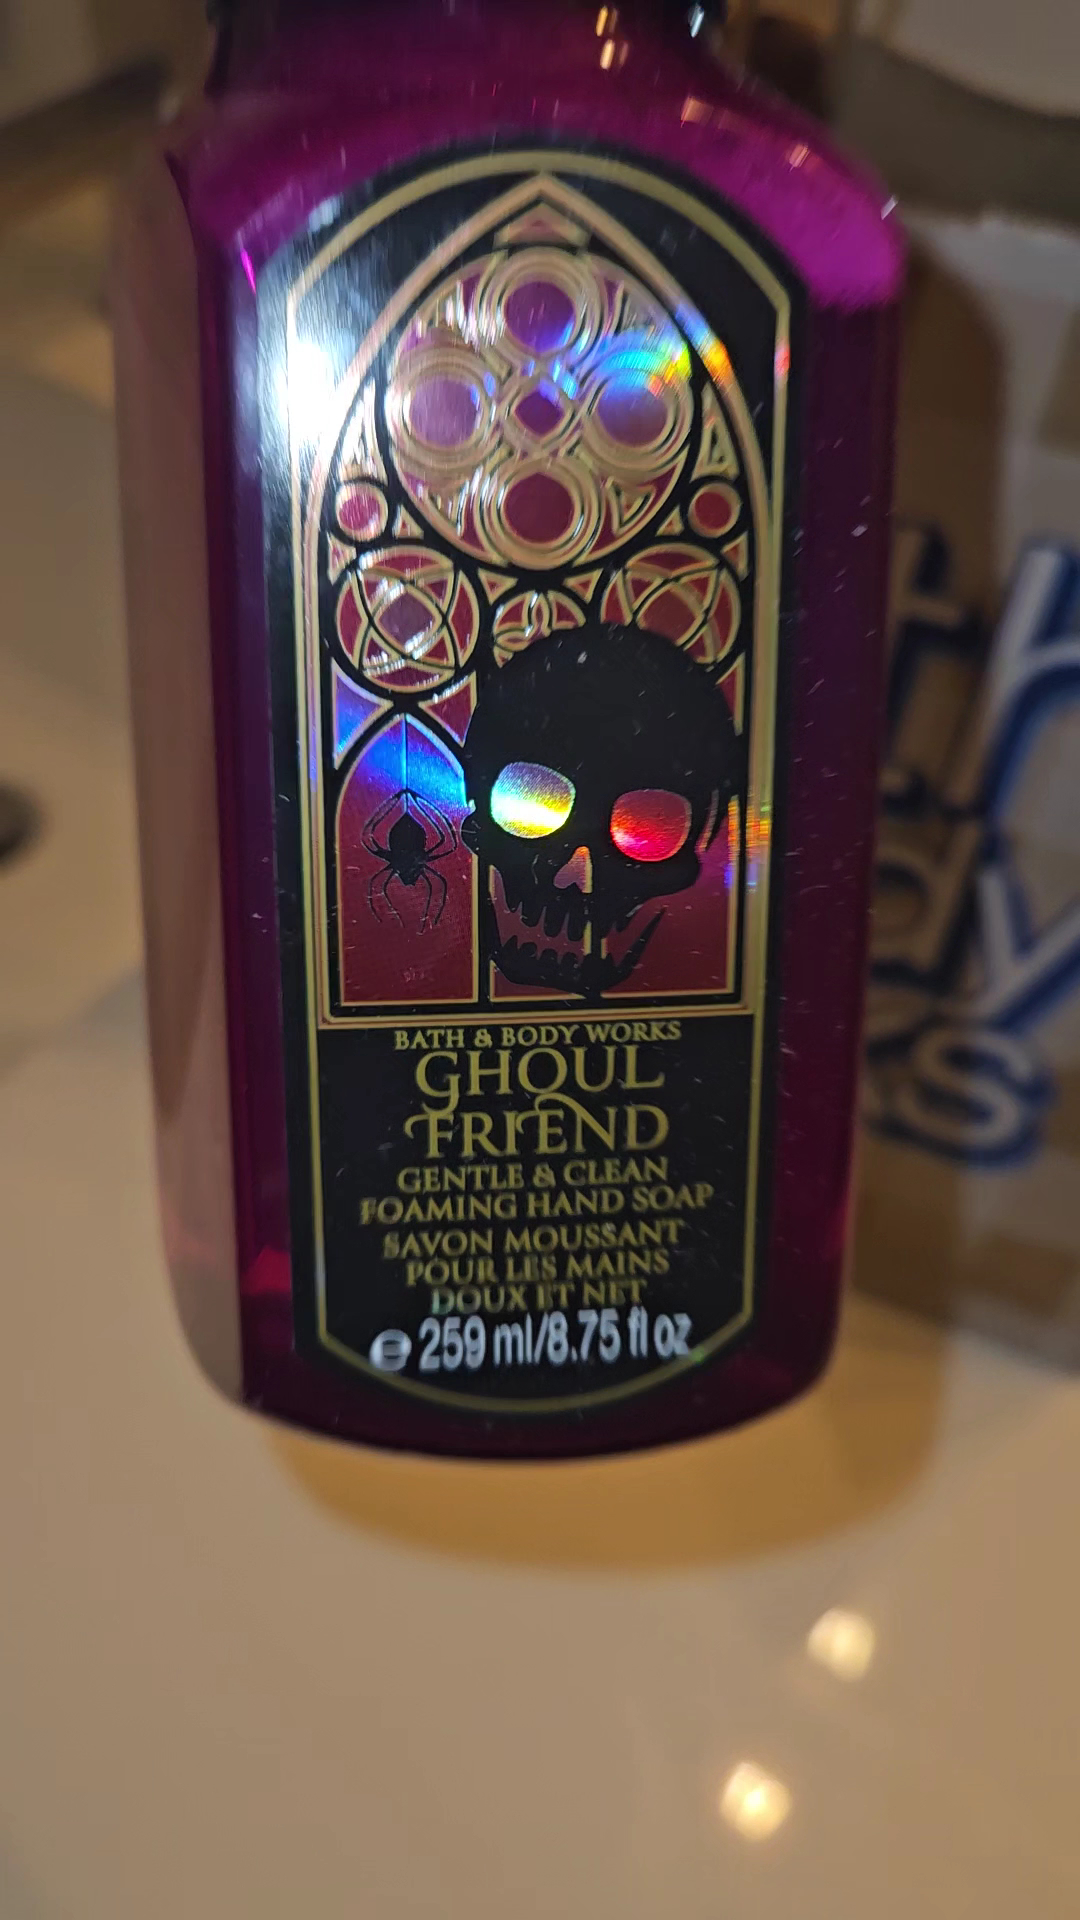 BATH & BODY WORKS
GHOUL
FRIEND
GENTLE & CLEAN
FOAMING HAND SOAP
SAVON MOUSSANT
POUR LES MAINS
DOUX ET NET
℮ 259 ml/8.75 fl oz